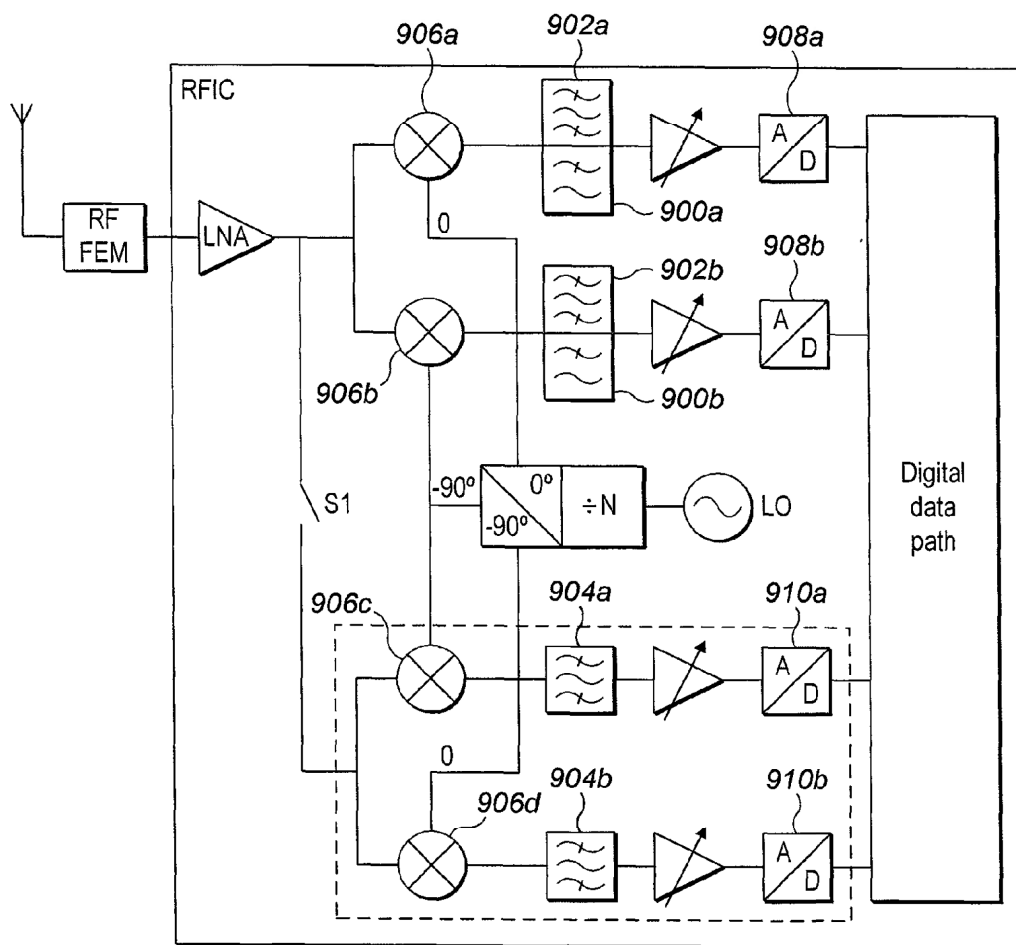 906a
902a
908a
RFIC
A
D
RF
FEM
LNA
0
900a
902b
908b
A
D
906b
900b
S1
-90°
0°
-90°
÷N
LO
Digital
data
path
906c
904a
910a
A
D
0
904b
910b
906d
A
D